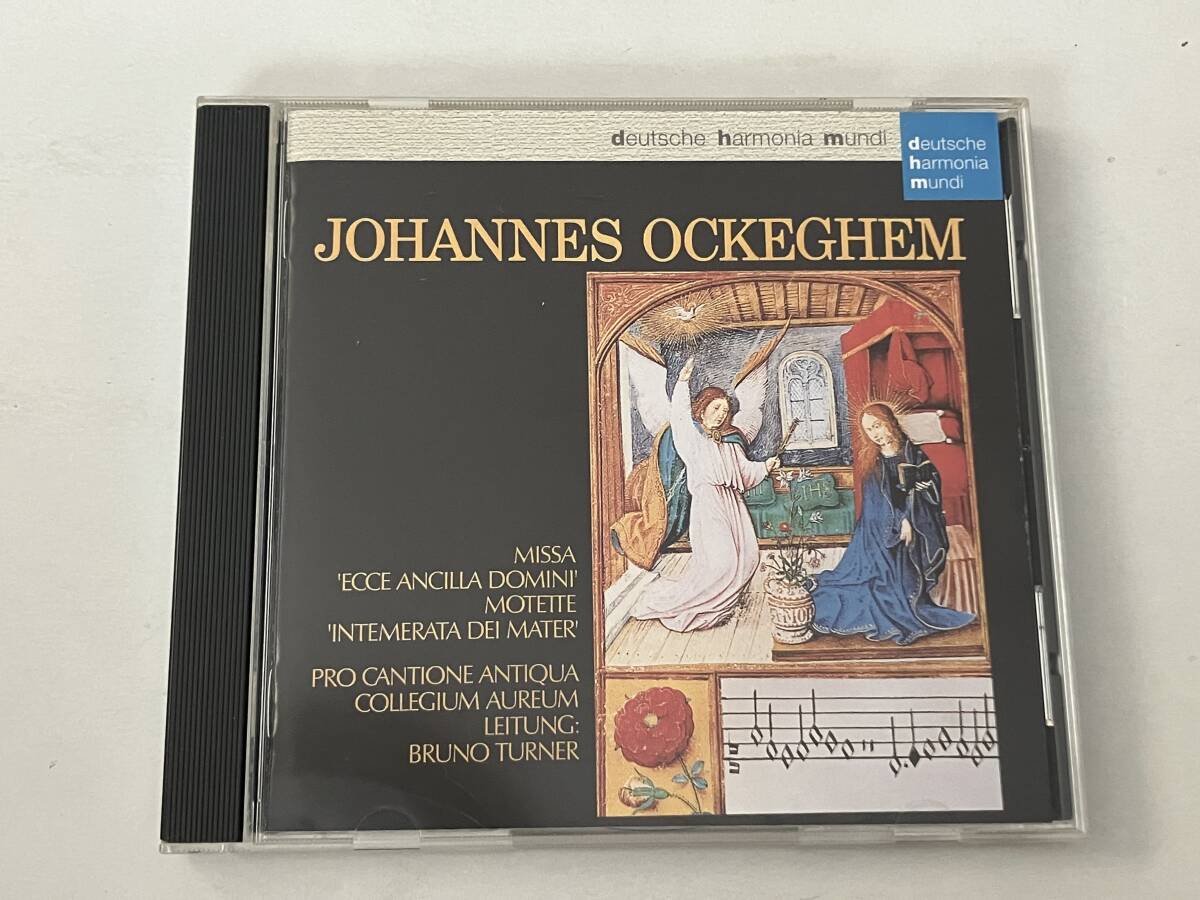 deutsche harmonia mundi
deutsche
harmonia
mundi
JOHANNES OCKEGHEM
IHS
MISSA
'ECCE ANCILLA DOMINI'
MOTETTE
'INTEMERATA DEI MATER'
PRO CANTIONE ANTIQUA
COLLEGIUM AUREUM
LEITUNG:
BRUNO TURNER